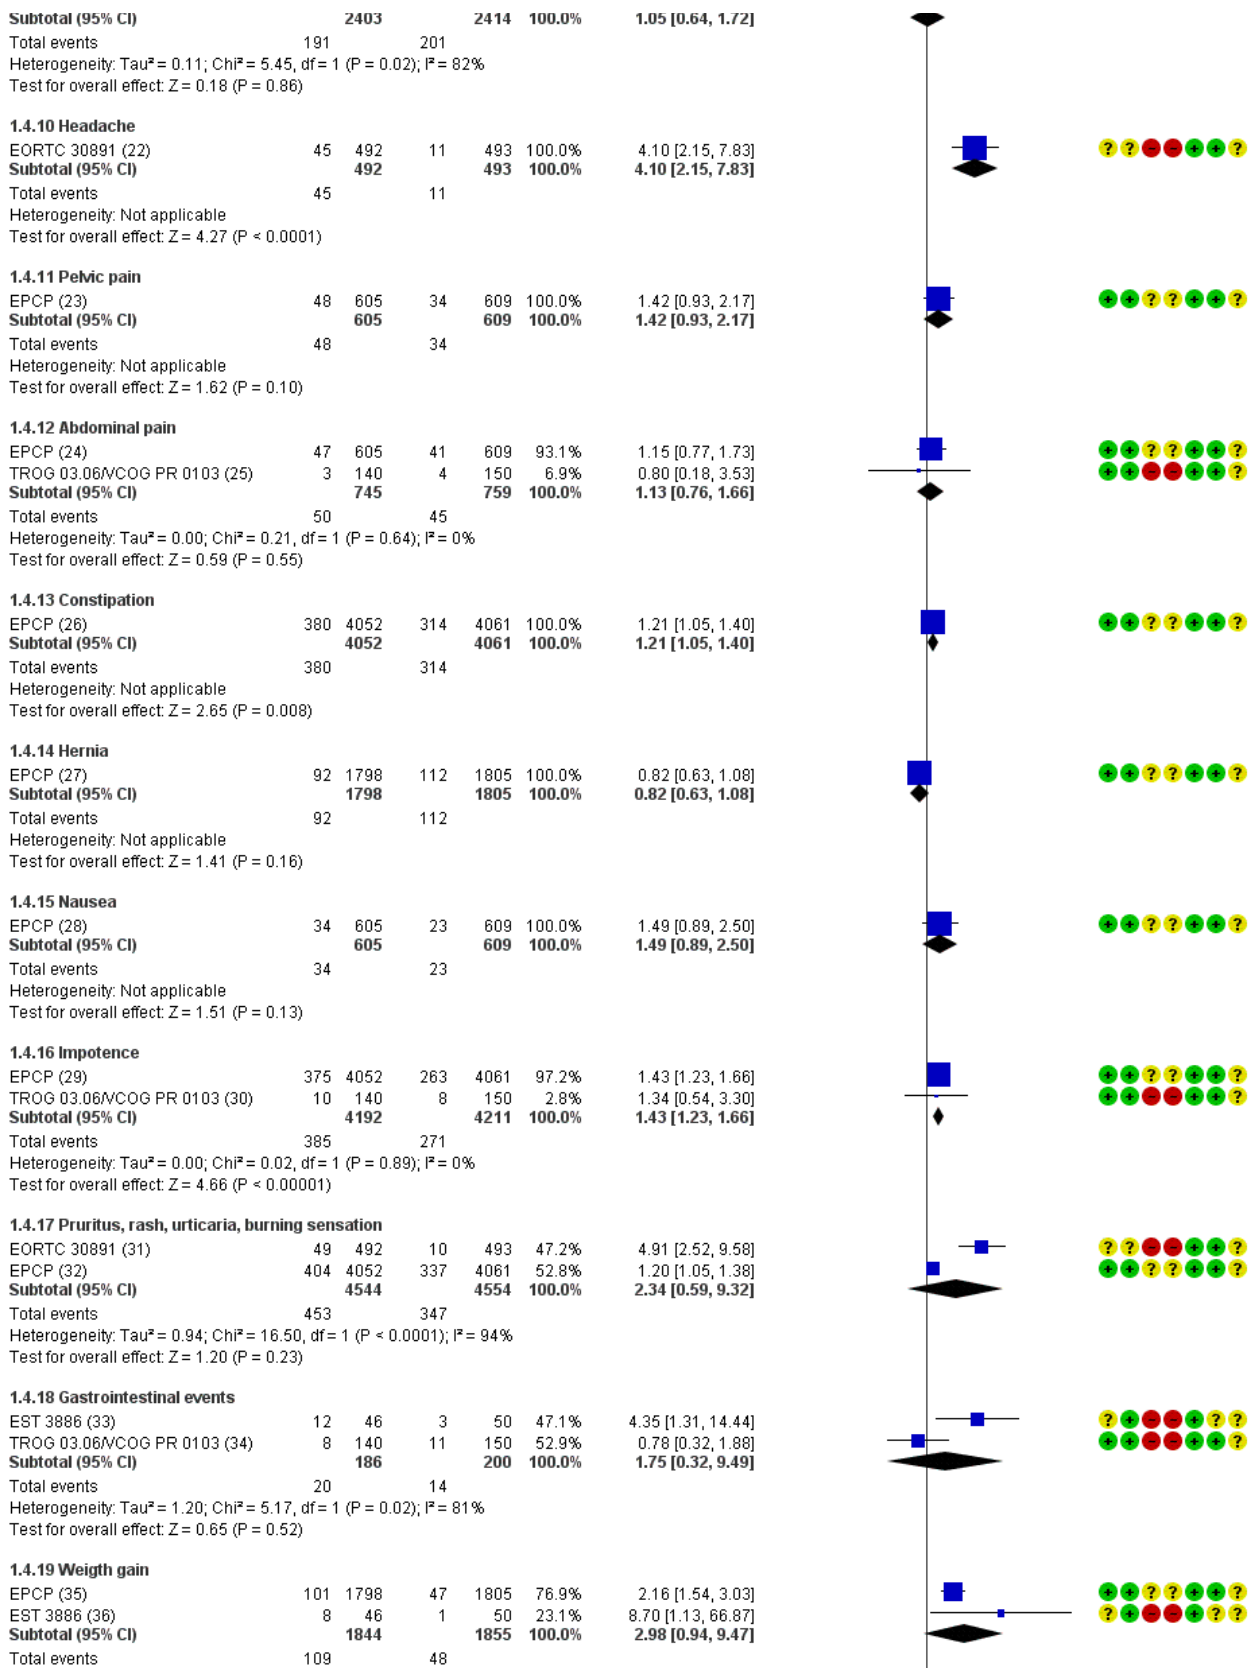 Subtotal (95% CI) 2403 2414 100.0% 1.05 [0.64, 1.72]
Total events 191 201
Heterogeneity: Tau² = 0.11; Chi² = 5.45, df = 1 (P = 0.02); I² = 82%
Test for overall effect: Z = 0.18 (P = 0.86)
1.4.10 Headache
EORTC 30891 (22) 45 492 11 493 100.0% 4.10 [2.15, 7.83] ? ? - - + + ?
Subtotal (95% CI) 492 493 100.0% 4.10 [2.15, 7.83]
Total events 45 11
Heterogeneity: Not applicable
Test for overall effect: Z = 4.27 (P < 0.0001)
1.4.11 Pelvic pain
EPCP (23) 48 605 34 609 100.0% 1.42 [0.93, 2.17] + + ? ? + + ?
Subtotal (95% CI) 605 609 100.0% 1.42 [0.93, 2.17]
Total events 48 34
Heterogeneity: Not applicable
Test for overall effect: Z = 1.62 (P = 0.10)
1.4.12 Abdominal pain
EPCP (24) 47 605 41 609 93.1% 1.15 [0.77, 1.73] + + ? ? + + ?
TROG 03.06/VCOG PR 0103 (25) 3 140 4 150 6.9% 0.80 [0.18, 3.53] + + - - + + ?
Subtotal (95% CI) 745 759 100.0% 1.13 [0.76, 1.66]
Total events 50 45
Heterogeneity: Tau² = 0.00; Chi² = 0.21, df = 1 (P = 0.64); I² = 0%
Test for overall effect: Z = 0.59 (P = 0.55)
1.4.13 Constipation
EPCP (26) 380 4052 314 4061 100.0% 1.21 [1.05, 1.40] + + ? ? + + ?
Subtotal (95% CI) 4052 4061 100.0% 1.21 [1.05, 1.40]
Total events 380 314
Heterogeneity: Not applicable
Test for overall effect: Z = 2.65 (P = 0.008)
1.4.14 Hernia
EPCP (27) 92 1798 112 1805 100.0% 0.82 [0.63, 1.08] + + ? ? + + ?
Subtotal (95% CI) 1798 1805 100.0% 0.82 [0.63, 1.08]
Total events 92 112
Heterogeneity: Not applicable
Test for overall effect: Z = 1.41 (P = 0.16)
1.4.15 Nausea
EPCP (28) 34 605 23 609 100.0% 1.49 [0.89, 2.50] + + ? ? + + ?
Subtotal (95% CI) 605 609 100.0% 1.49 [0.89, 2.50]
Total events 34 23
Heterogeneity: Not applicable
Test for overall effect: Z = 1.51 (P = 0.13)
1.4.16 Impotence
EPCP (29) 375 4052 263 4061 97.2% 1.43 [1.23, 1.66] + + ? ? + + ?
TROG 03.06/VCOG PR 0103 (30) 10 140 8 150 2.8% 1.34 [0.54, 3.30] + + - - + + ?
Subtotal (95% CI) 4192 4211 100.0% 1.43 [1.23, 1.66]
Total events 385 271
Heterogeneity: Tau² = 0.00; Chi² = 0.02, df = 1 (P = 0.89); I² = 0%
Test for overall effect: Z = 4.66 (P < 0.00001)
1.4.17 Pruritus, rash, urticaria, burning sensation
EORTC 30891 (31) 49 492 10 493 47.2% 4.91 [2.52, 9.58] ? ? - - + + ?
EPCP (32) 404 4052 337 4061 52.8% 1.20 [1.05, 1.38] + + ? ? + + ?
Subtotal (95% CI) 4544 4554 100.0% 2.34 [0.59, 9.32]
Total events 453 347
Heterogeneity: Tau² = 0.94; Chi² = 16.50, df = 1 (P < 0.0001); I² = 94%
Test for overall effect: Z = 1.20 (P = 0.23)
1.4.18 Gastrointestinal events
EST 3886 (33) 12 46 3 50 47.1% 4.35 [1.31, 14.44] ? + - - + ? ?
TROG 03.06/VCOG PR 0103 (34) 8 140 11 150 52.9% 0.78 [0.32, 1.88] + + - - + + ?
Subtotal (95% CI) 186 200 100.0% 1.75 [0.32, 9.49]
Total events 20 14
Heterogeneity: Tau² = 1.20; Chi² = 5.17, df = 1 (P = 0.02); I² = 81%
Test for overall effect: Z = 0.65 (P = 0.52)
1.4.19 Weigth gain
EPCP (35) 101 1798 47 1805 76.9% 2.16 [1.54, 3.03] + + ? ? + + ?
EST 3886 (36) 8 46 1 50 23.1% 8.70 [1.13, 66.87] ? + - - + ? ?
Subtotal (95% CI) 1844 1855 100.0% 2.98 [0.94, 9.47]
Total events 109 48